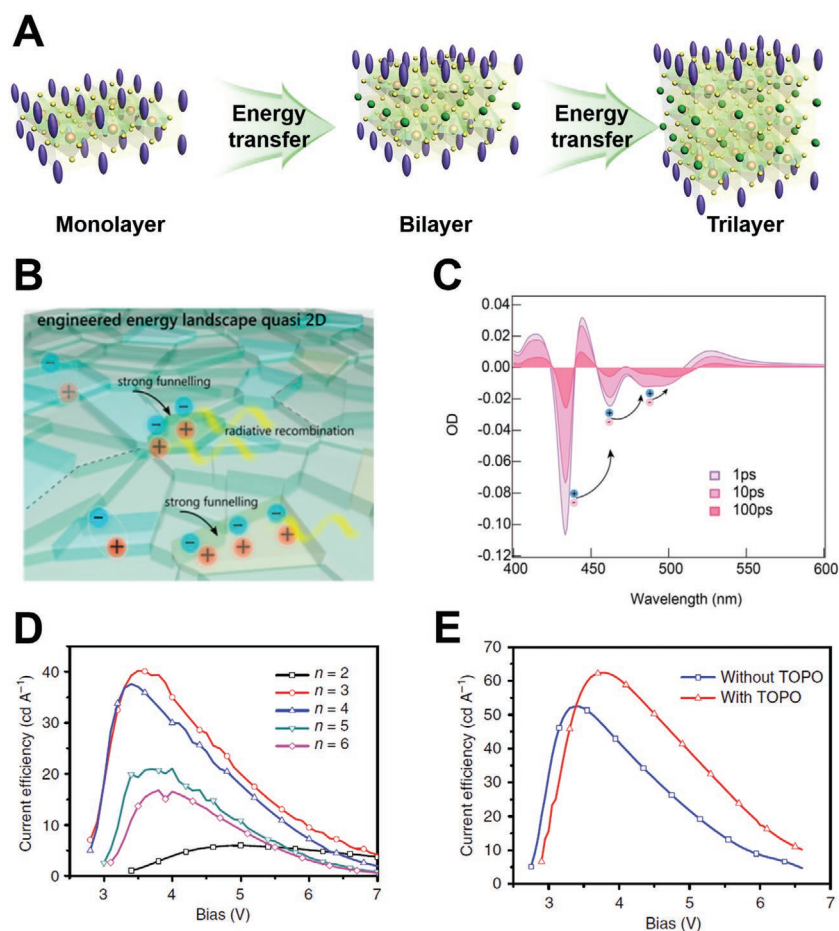 A
Energy
transfer
Energy
transfer
Monolayer
Bilayer
Trilayer
B
engineered energy landscape quasi 2D
strong funnelling
radiative recombination
strong funnelling
C
0.04
0.02
0.00
-0.02
-0.04
-0.06
-0.08
-0.10
-0.12
OD
1ps
10ps
100ps
400
450
500
550
600
Wavelength (nm)
D
40
30
20
10
0
Current efficiency (cd A⁻¹)
n = 2
n = 3
n = 4
n = 5
n = 6
3
4
5
6
7
Bias (V)
E
70
60
50
40
30
20
10
0
Current efficiency (cd A⁻¹)
Without TOPO
With TOPO
3
4
5
6
7
Bias (V)